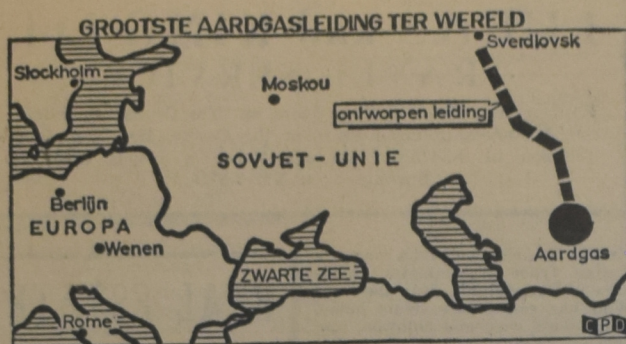 GROOTSTE AARDGASLEIDING TER WERELD
Sverdlovsk
Stockholm
Moskou
ontworpen leiding
SOVJET-UNIE
Berlijn
EUROPA
Wenen
Aardgas
ZWARTE ZEE
Rome
CPD